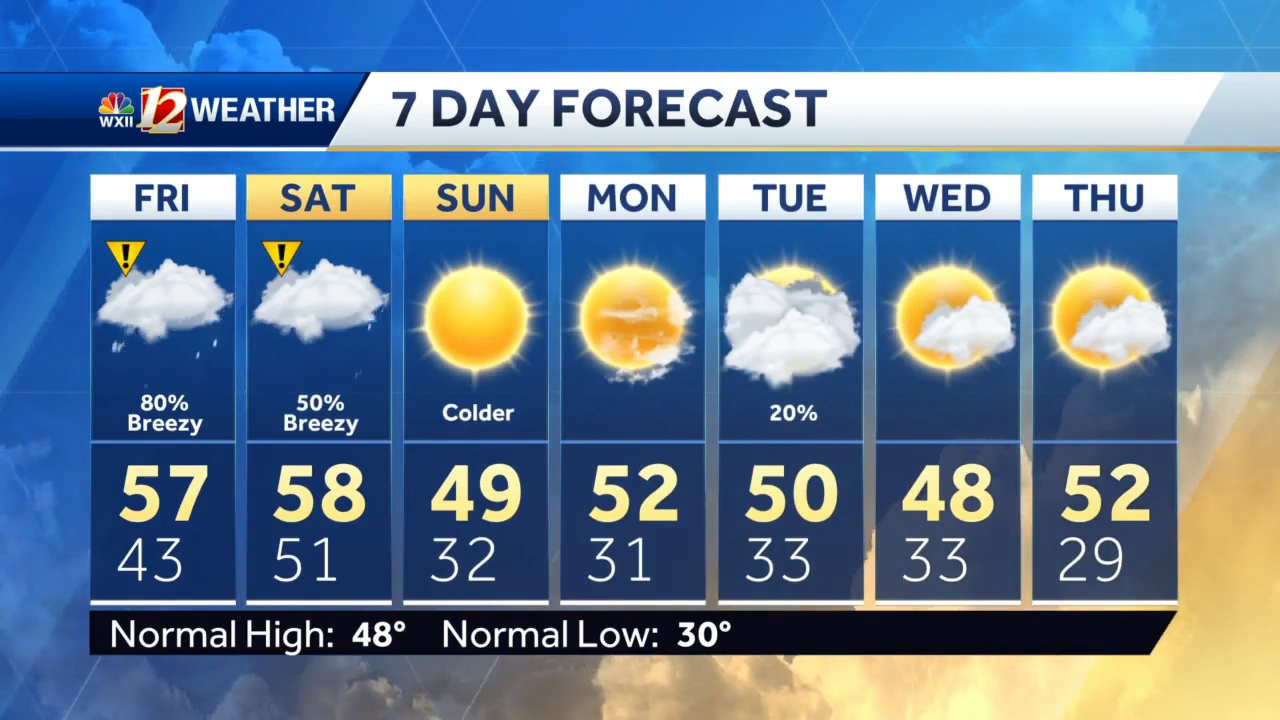 WXII 12 WEATHER
7 DAY FORECAST
FRI SAT SUN MON TUE WED THU
! !
80% 50% Colder 20%
Breezy Breezy
57 58 49 52 50 48 52
43 51 32 31 33 33 29
Normal High: 48° Normal Low: 30°